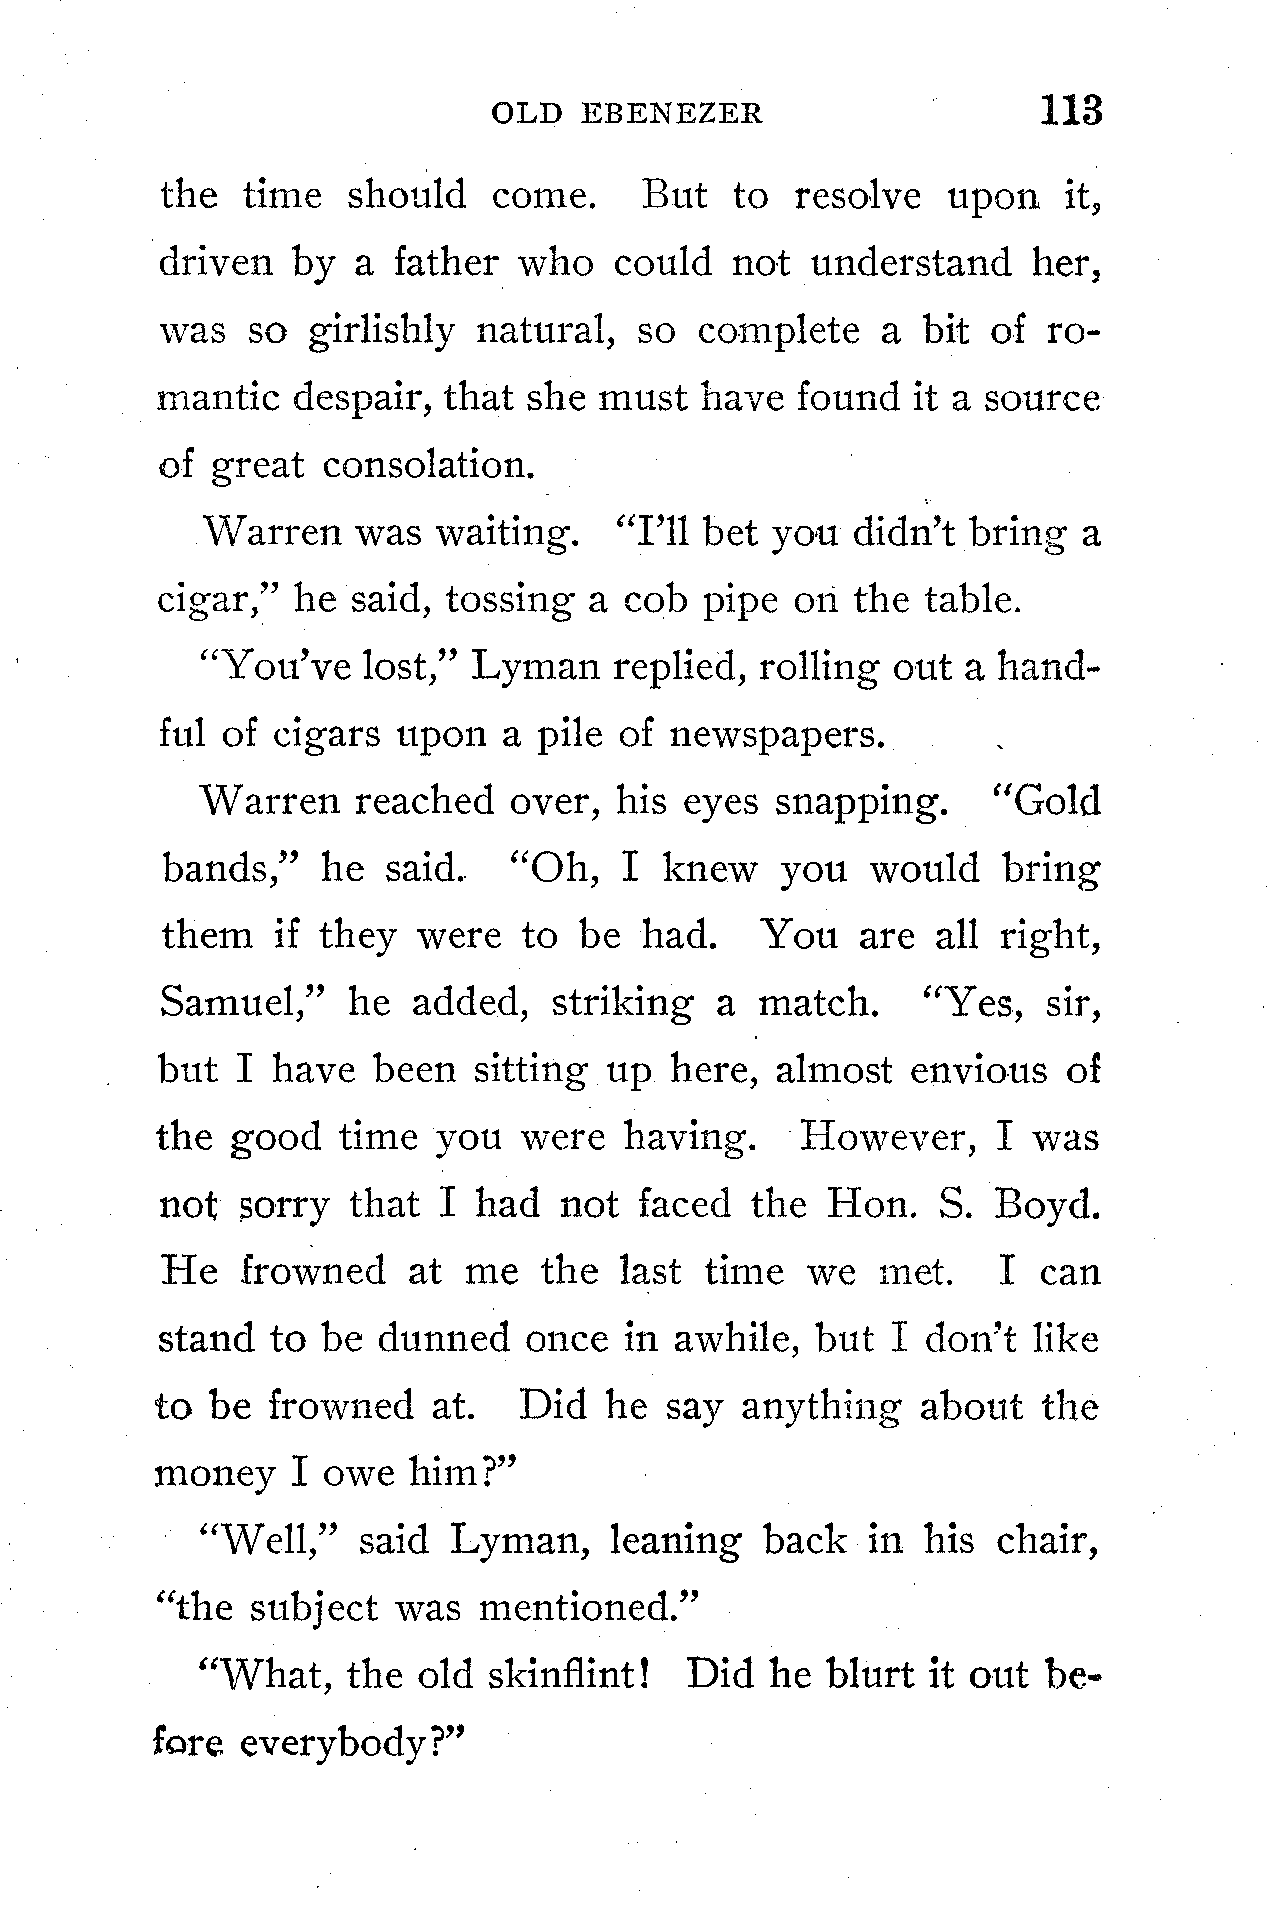 OLD EBENEZER 113
the time should come. But to resolve upon it,
driven by a father who could not understand her,
was so girlishly natural, so complete a bit of ro-
mantic despair, that she must have found it a source
of great consolation.
Warren was waiting. “I’ll bet you didn’t bring a
cigar,” he said, tossing a cob pipe on the table.
“You’ve lost,” Lyman replied, rolling out a hand-
ful of cigars upon a pile of newspapers.
Warren reached over, his eyes snapping. “Gold
bands,” he said. “Oh, I knew you would bring
them if they were to be had. You are all right,
Samuel,” he added, striking a match. “Yes, sir,
but I have been sitting up here, almost envious of
the good time you were having. However, I was
not sorry that I had not faced the Hon. S. Boyd.
He frowned at me the last time we met. I can
stand to be dunned once in awhile, but I don’t like
to be frowned at. Did he say anything about the
money I owe him?”
“Well,” said Lyman, leaning back in his chair,
“the subject was mentioned.”
“What, the old skinflint! Did he blurt it out be-
fore everybody?”